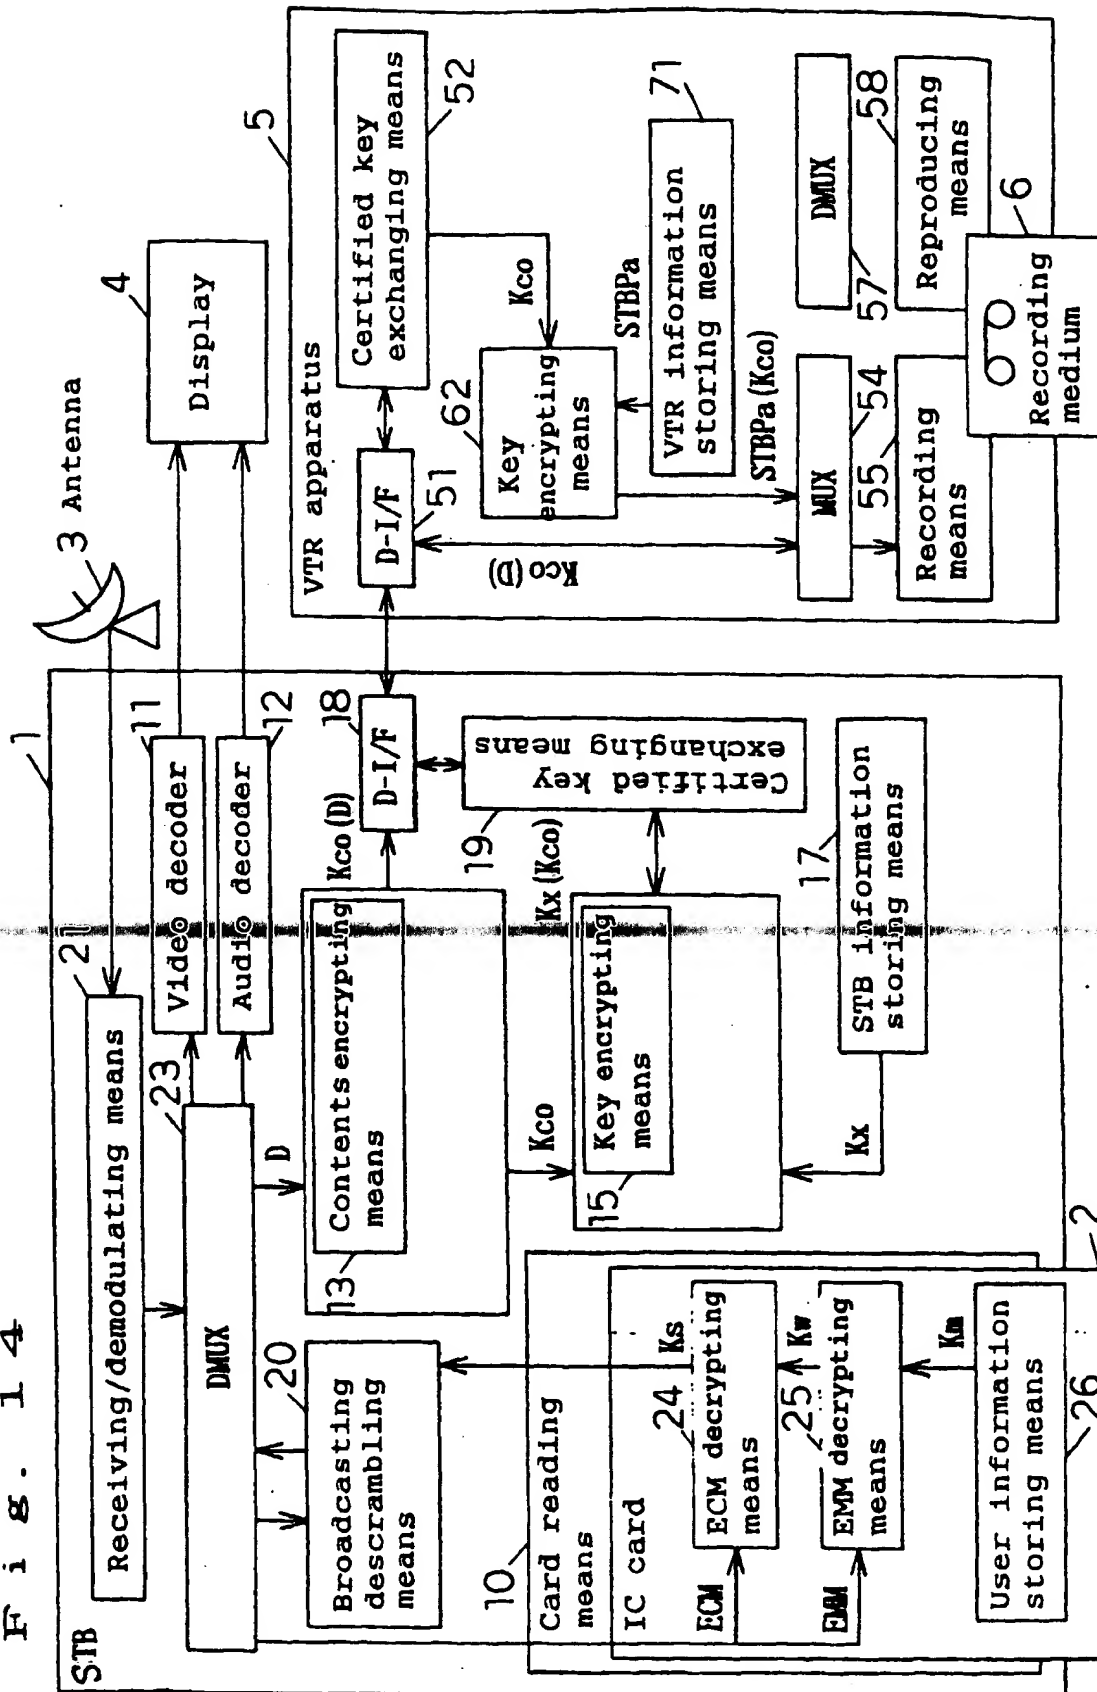 Fig. 14
STB
1
Receiving/demodulating means
21
3 Antenna
4
Display
DMUX
23
Video decoder
11
Audio decoder
12
D
Broadcasting
descrambling
means
20
Contents encrypting
means
13
Kco(D)
D-I/F
18
Kco
Key encrypting
means
15
Kx(Kco)
Certified key
exchanging means
19
Kx
STB information
storing means
17
10
Card reading
means
IC card
2
ECM
ECM decrypting
means
24
Ks
Kw
EMM
EMM decrypting
means
25
Km
User information
storing means
26
5
VTR apparatus
D-I/F
51
Certified key
exchanging means
52
Kco
Key
encrypting
means
62
STBPa
VTR information
storing means
71
Kco(D)
STBPa(Kco)
MUX
54
DMUX
57
Recording
means
55
Reproducing
means
58
Recording
medium
6